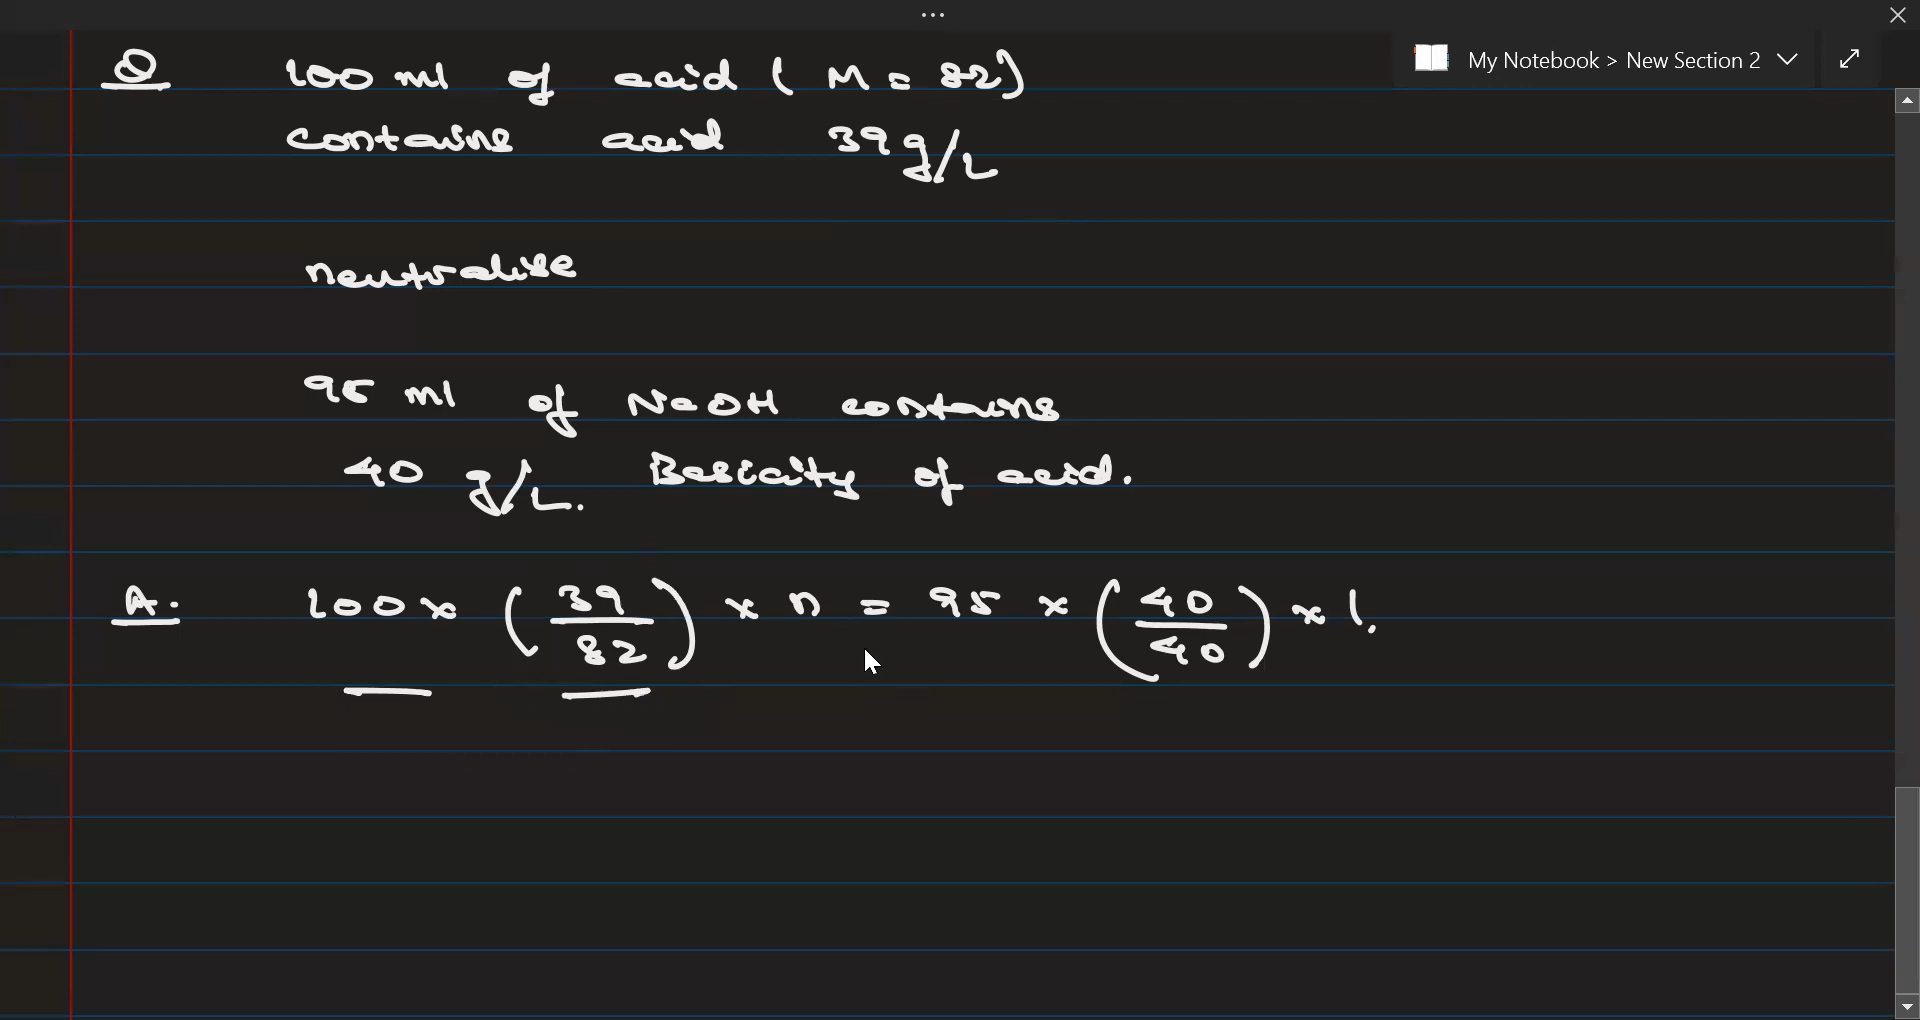 ...
Q 100 ml of acid ( M = 82)
My Notebook > New Section 2
contains acid 39 g/L
neutralise
95 ml of NaOH contains
40 g/L. Basicity of acid.
A. 100 x (39/82) x n = 95 x (40/40) x 1.